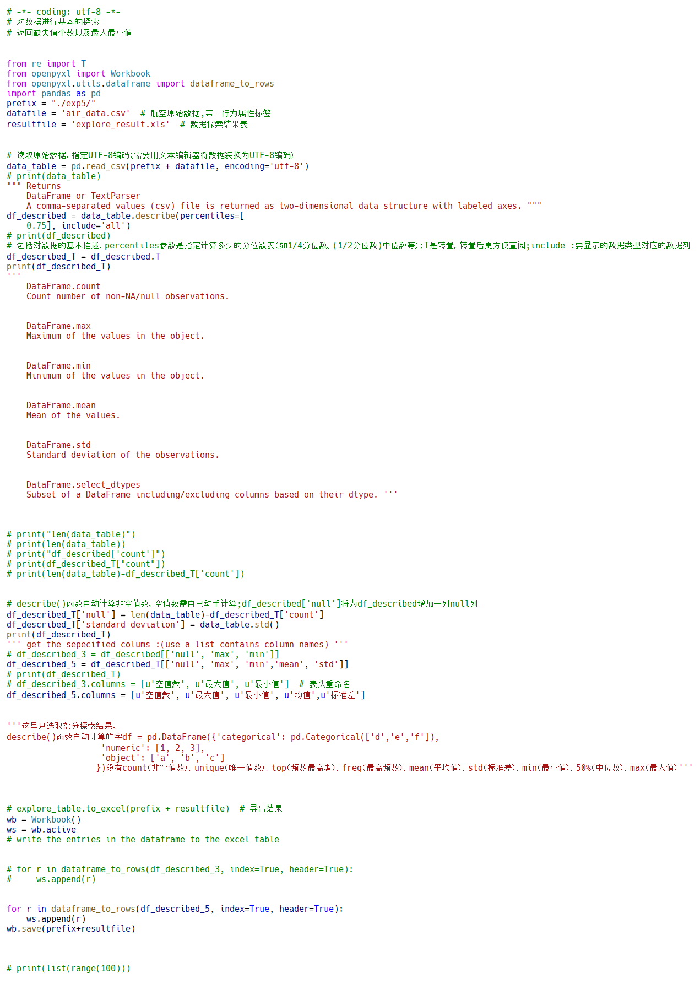 # -*- coding: utf-8 -*-
# 对数据进行基本的探索
# 返回缺失值个数以及最大最小值
from re import T
from openpyxl import Workbook
from openpyxl.utils.dataframe import dataframe_to_rows
import pandas as pd
prefix = "./exp5/"
datafile = 'air_data.csv'  # 航空原始数据,第一行为属性标签
resultfile = 'explore_result.xls'  # 数据探索结果表
# 读取原始数据，指定UTF-8编码（需要用文本编辑器将数据装换为UTF-8编码）
data_table = pd.read_csv(prefix + datafile, encoding='utf-8')
# print(data_table)
""" Returns
    DataFrame or TextParser
    A comma-separated values (csv) file is returned as two-dimensional data structure with labeled axes. """
df_described = data_table.describe(percentiles=[
    0.75], include='all')
# print(df_described)
# 包括对数据的基本描述，percentiles参数是指定计算多少的分位数表（如1/4分位数、(1/2分位数)中位数等）；T是转置，转置后更方便查阅;include :要显示的数据类型对应的数据列
df_described_T = df_described.T
print(df_described_T)
'''
    DataFrame.count
    Count number of non-NA/null observations.
    DataFrame.max
    Maximum of the values in the object.
    DataFrame.min
    Minimum of the values in the object.
    DataFrame.mean
    Mean of the values.
    DataFrame.std
    Standard deviation of the observations.
    DataFrame.select_dtypes
    Subset of a DataFrame including/excluding columns based on their dtype. '''
# print("len(data_table)")
# print(len(data_table))
# print("df_described['count']")
# print(df_described_T["count"])
# print(len(data_table)-df_described_T['count'])
# describe()函数自动计算非空值数，空值数需自己动手计算;df_described['null']将为df_described增加一列null列
df_described_T['null'] = len(data_table)-df_described_T['count']
df_described_T['standard deviation'] = data_table.std()
print(df_described_T)
''' get the sepecified colums :(use a list contains column names) '''
# df_described_3 = df_described[['null', 'max', 'min']]
df_described_5 = df_described_T[['null', 'max', 'min','mean', 'std']]
# print(df_described_T)
# df_described_3.columns = [u'空值数', u'最大值', u'最小值']  # 表头重命名
df_described_5.columns = [u'空值数', u'最大值', u'最小值', u'均值',u'标准差']
'''这里只选取部分探索结果。
describe()函数自动计算的字df = pd.DataFrame({'categorical': pd.Categorical(['d','e','f']),
                   'numeric': [1, 2, 3],
                   'object': ['a', 'b', 'c']
                  })段有count（非空值数）、unique（唯一值数）、top（频数最高者）、freq（最高频数）、mean（平均值）、std（标准差）、min（最小值）、50%（中位数）、max（最大值）'''
# explore_table.to_excel(prefix + resultfile)  # 导出结果
wb = Workbook()
ws = wb.active
# write the entries in the dataframe to the excel table
# for r in dataframe_to_rows(df_described_3, index=True, header=True):
#     ws.append(r)
for r in dataframe_to_rows(df_described_5, index=True, header=True):
    ws.append(r)
wb.save(prefix+resultfile)
# print(list(range(100)))